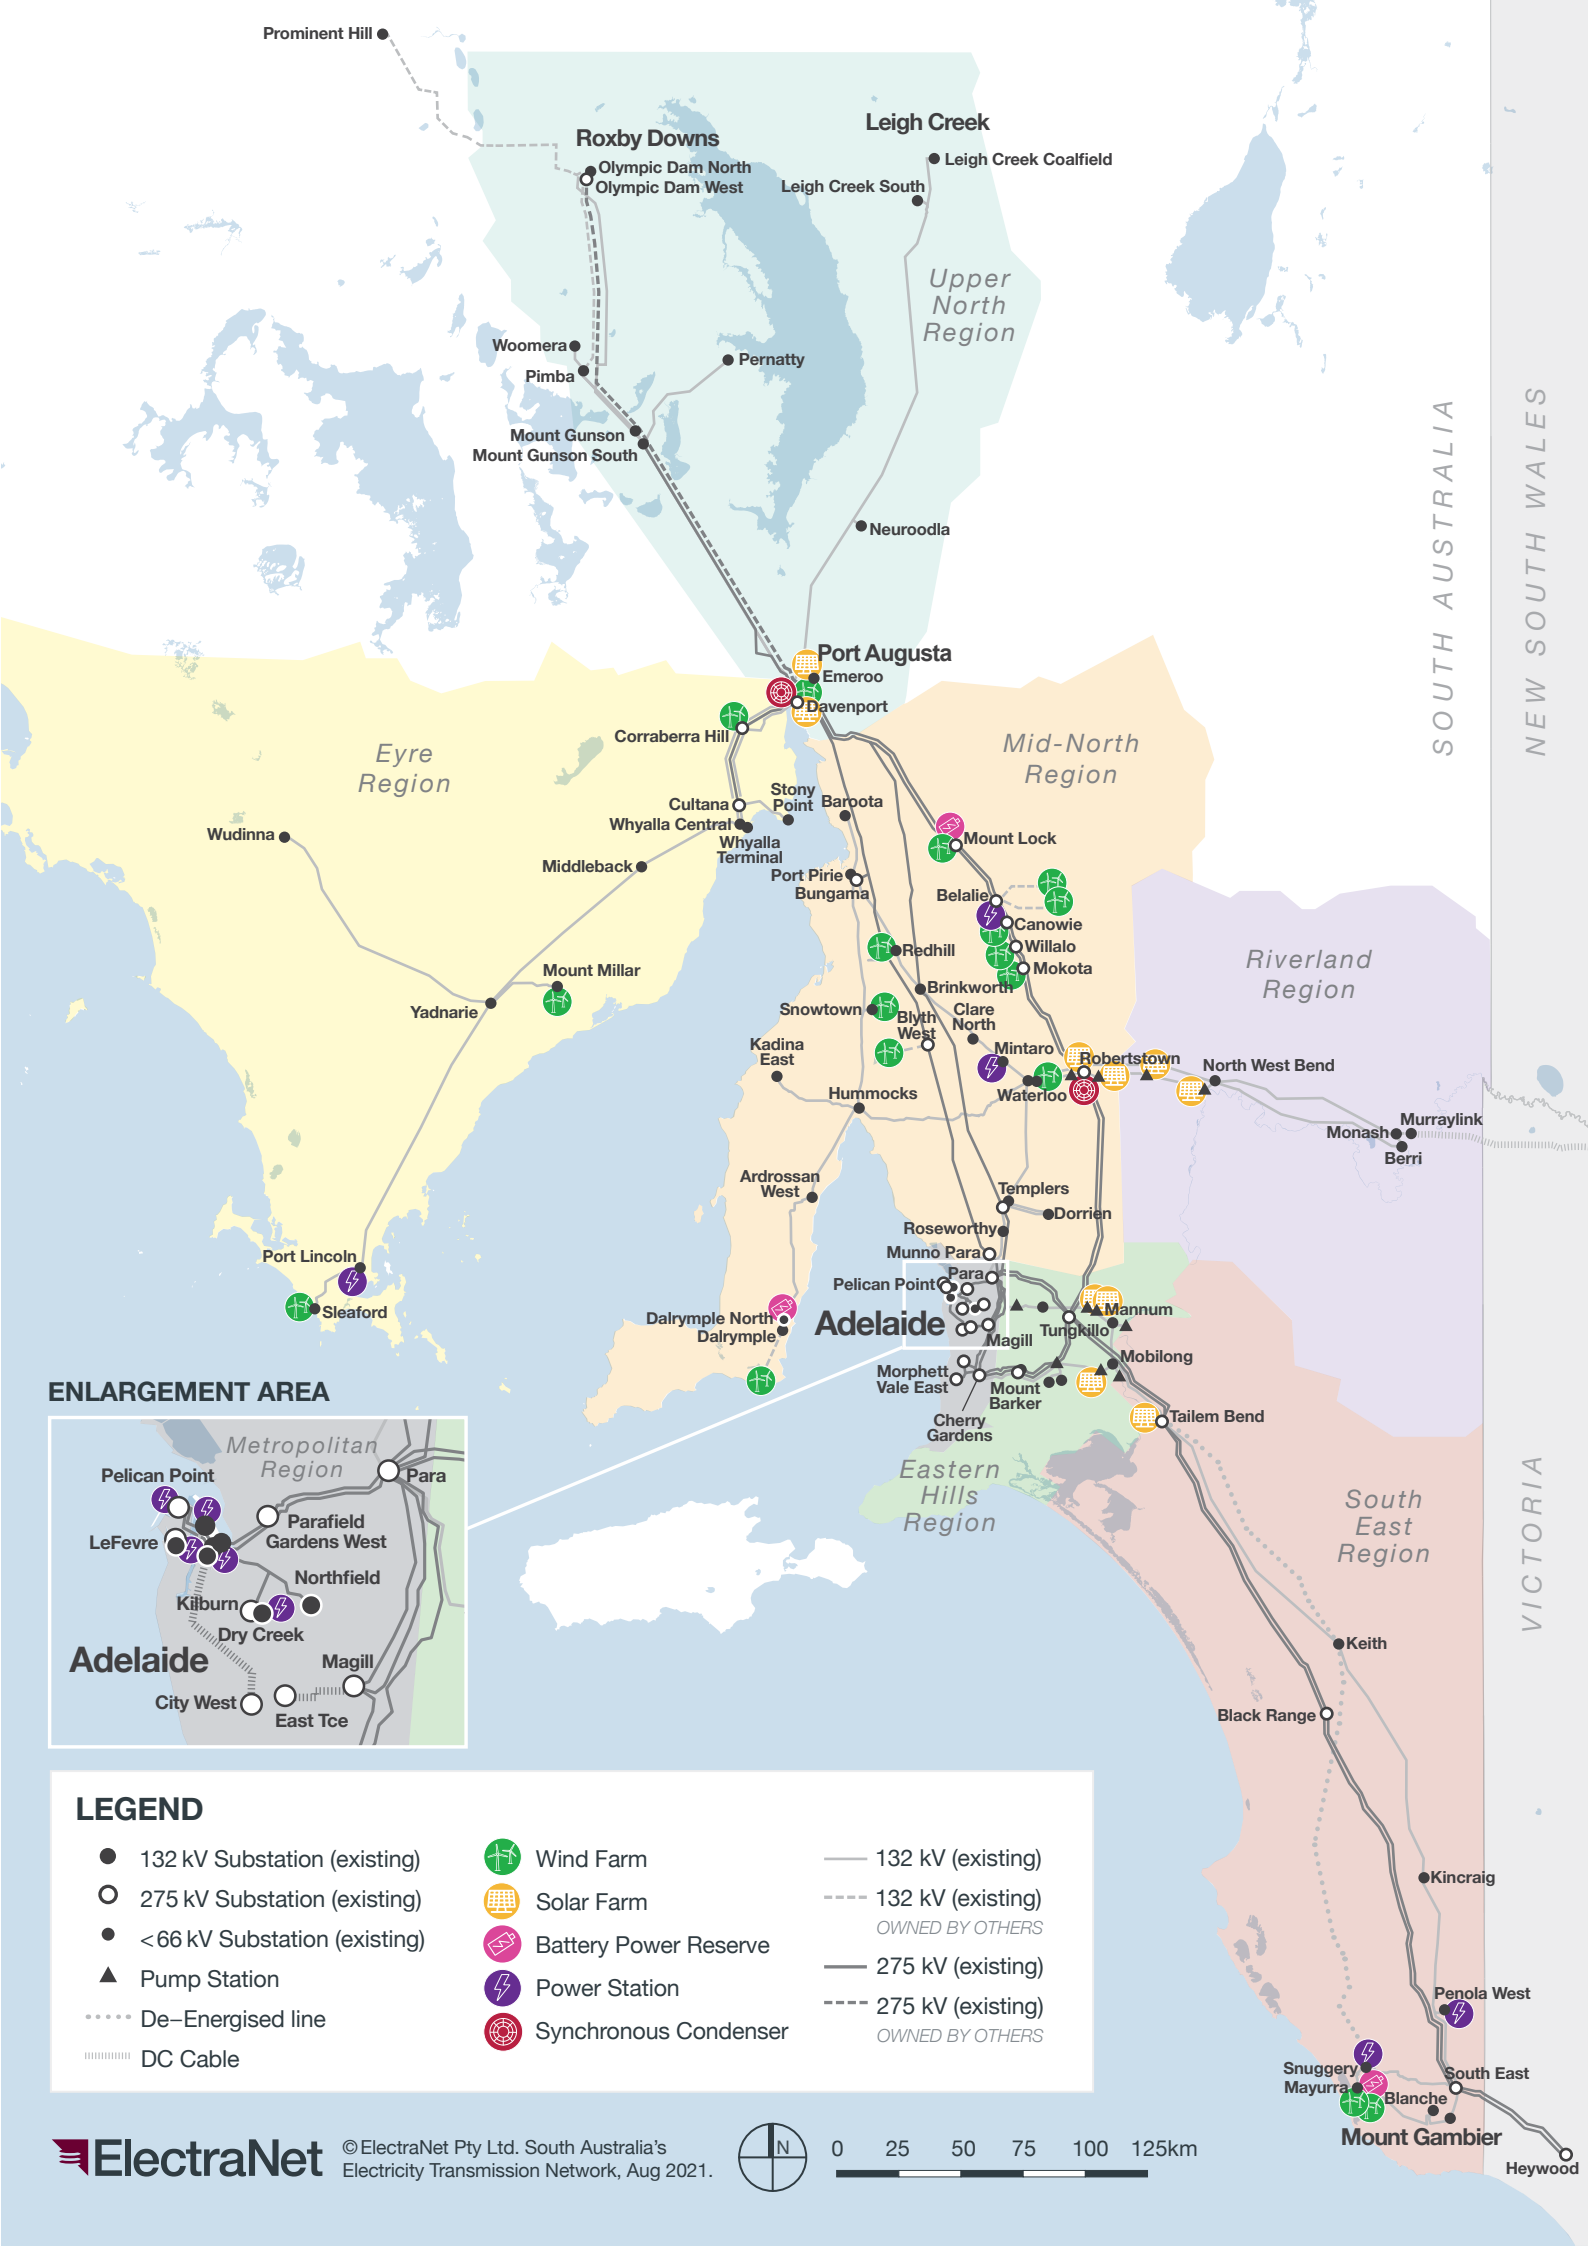 Prominent Hill
Roxby Downs
Olympic Dam North
Olympic Dam West
Leigh Creek
Leigh Creek Coalfield
Leigh Creek South
Upper
North
Region
Woomera
Pimba
Pernatty
Mount Gunson
Mount Gunson South
Neuroodla
SOUTH AUSTRALIA
NEW SOUTH WALES
Port Augusta
Emeroo
Davenport
Corraberra Hill
Eyre
Region
Mid-North
Region
Cultana
Stony
Point
Baroota
Whyalla Central
Whyalla
Terminal
Wudinna
Middleback
Mount Lock
Port Pirie
Bungama
Belalie
Canowie
Willalo
Mokota
Redhill
Riverland
Region
Mount Millar
Yadnarie
Brinkworth
Snowtown
Blyth
West
Clare
North
Kadina
East
Mintaro
Robertstown
North West Bend
Waterloo
Hummocks
Murraylink
Monash
Berri
Ardrossan
West
Templers
Dorrien
Roseworthy
Munno Para
Port Lincoln
Sleaford
Pelican Point
Para
Adelaide
Magill
Tungkillo
Mannum
Dalrymple North
Dalrymple
Mobilong
Morphett
Vale East
Mount
Barker
Cherry
Gardens
Tailem Bend
Eastern
Hills
Region
South
East
Region
VICTORIA
Keith
Black Range
Kincraig
Penola West
Snuggery
Mayurra
South East
Blanche
Mount Gambier
Heywood
ENLARGEMENT AREA
Metropolitan
Region
Pelican Point
Para
LeFevre
Parafield
Gardens West
Northfield
Kilburn
Dry Creek
Adelaide
Magill
City West
East Tce
LEGEND
132 kV Substation (existing)
275 kV Substation (existing)
<66 kV Substation (existing)
Pump Station
De–Energised line
DC Cable
Wind Farm
Solar Farm
Battery Power Reserve
Power Station
Synchronous Condenser
132 kV (existing)
132 kV (existing)
OWNED BY OTHERS
275 kV (existing)
275 kV (existing)
OWNED BY OTHERS
ElectraNet
© ElectraNet Pty Ltd. South Australia's
Electricity Transmission Network, Aug 2021.
N
0 25 50 75 100 125km